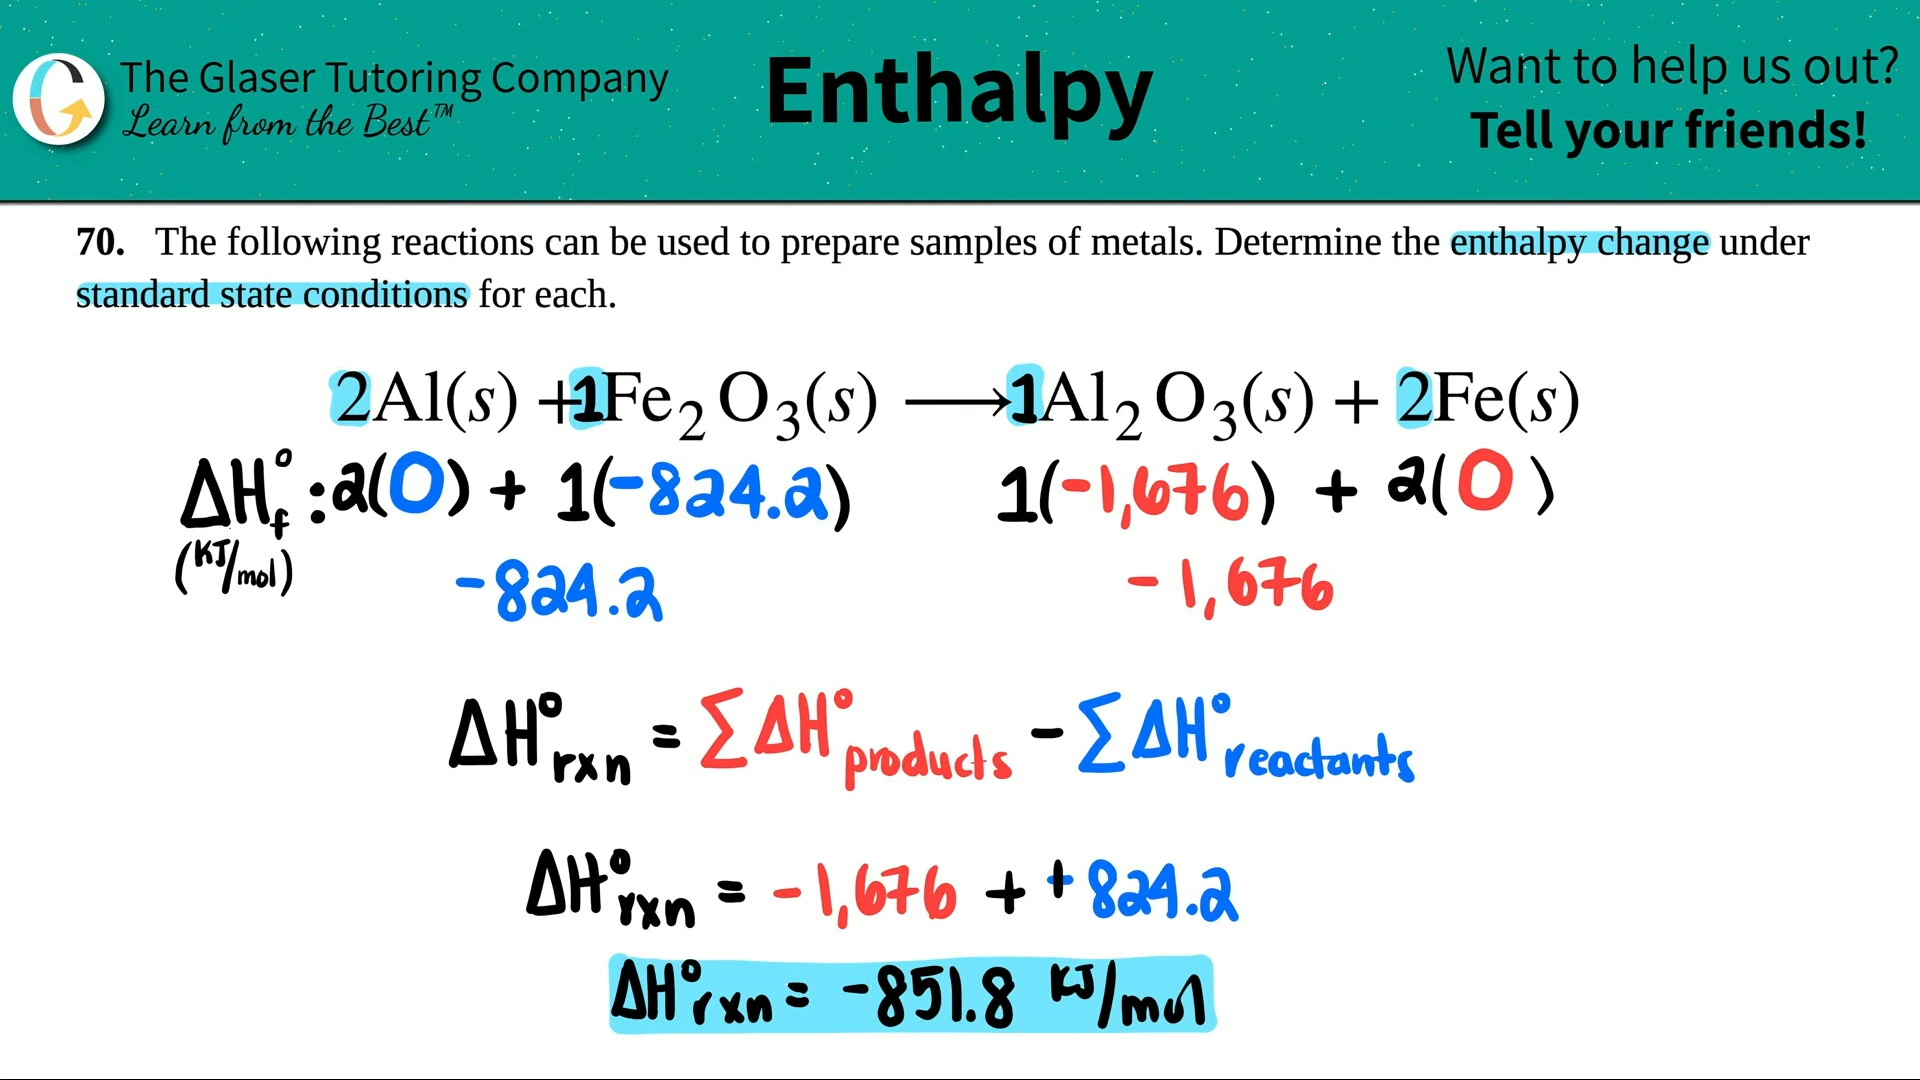 The Glaser Tutoring Company
Learn from the Best™
Enthalpy
Want to help us out?
Tell your friends!
70. The following reactions can be used to prepare samples of metals. Determine the enthalpy change under
standard state conditions for each.
2Al(s) + 1Fe₂O₃(s) ⟶ 1Al₂O₃(s) + 2Fe(s)
ΔH°f : 2(0) + 1(-824.2) 1(-1,676) + 2(0)
(KJ/mol)
-824.2 -1,676
ΔH°rxn = ΣΔH°products - ΣΔH°reactants
ΔH°rxn = -1,676 + +824.2
ΔH°rxn = -851.8 KJ/mol